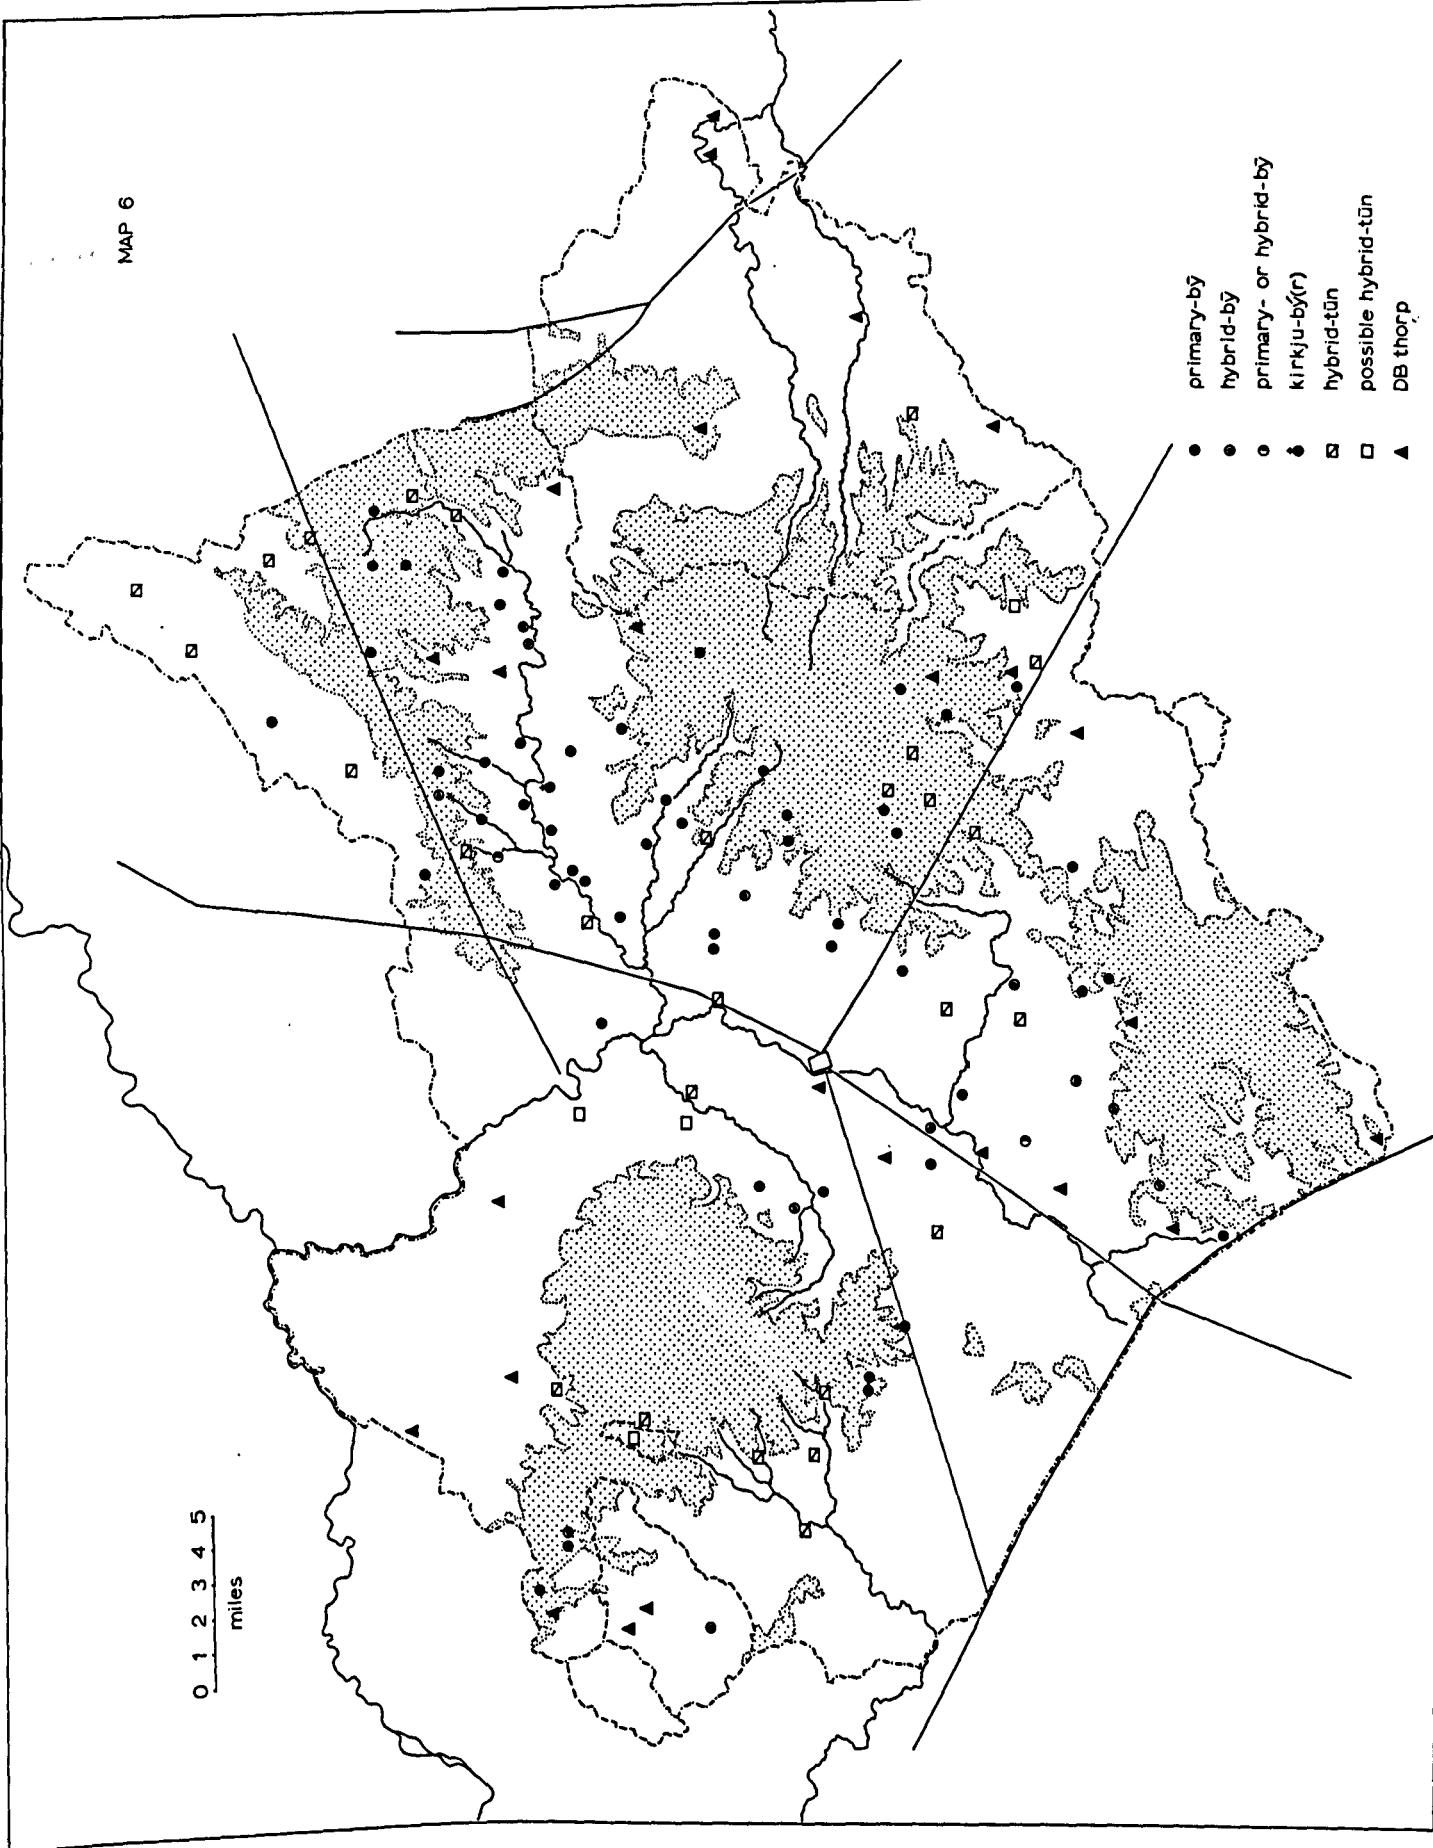 MAP 6
primary-bȳ
hybrid-bȳ
primary- or hybrid-bȳ
kirkju-bý(r)
hybrid-tūn
possible hybrid-tūn
DB thorp
0 1 2 3 4 5
miles